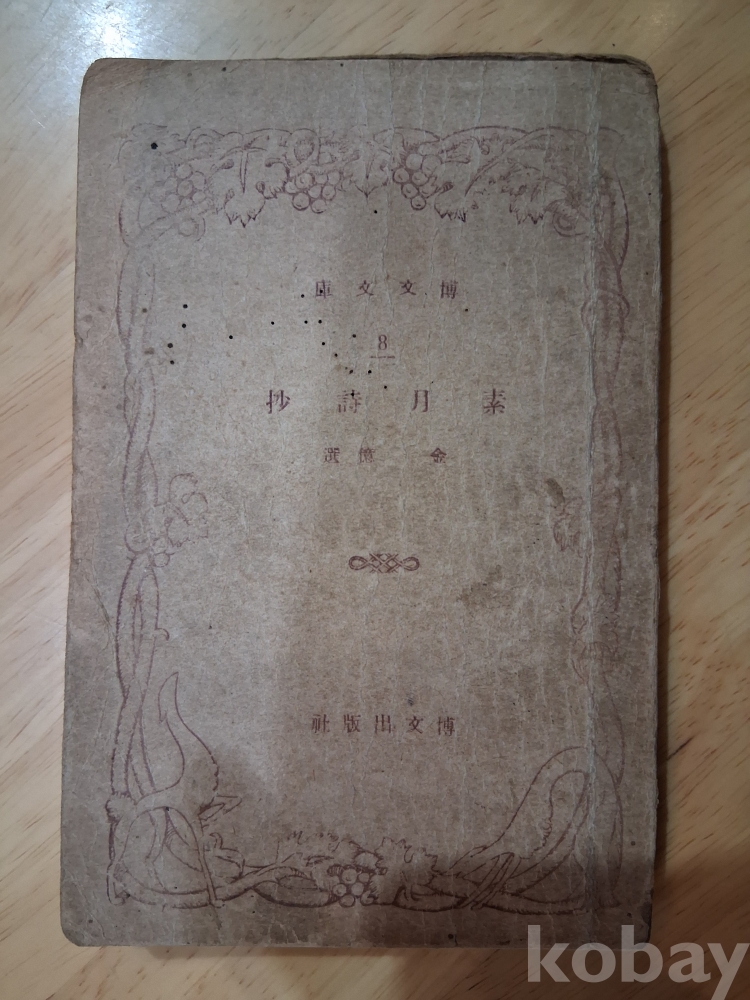 博文文庫
8
素月詩抄
金 億選
博文出版社
kobay